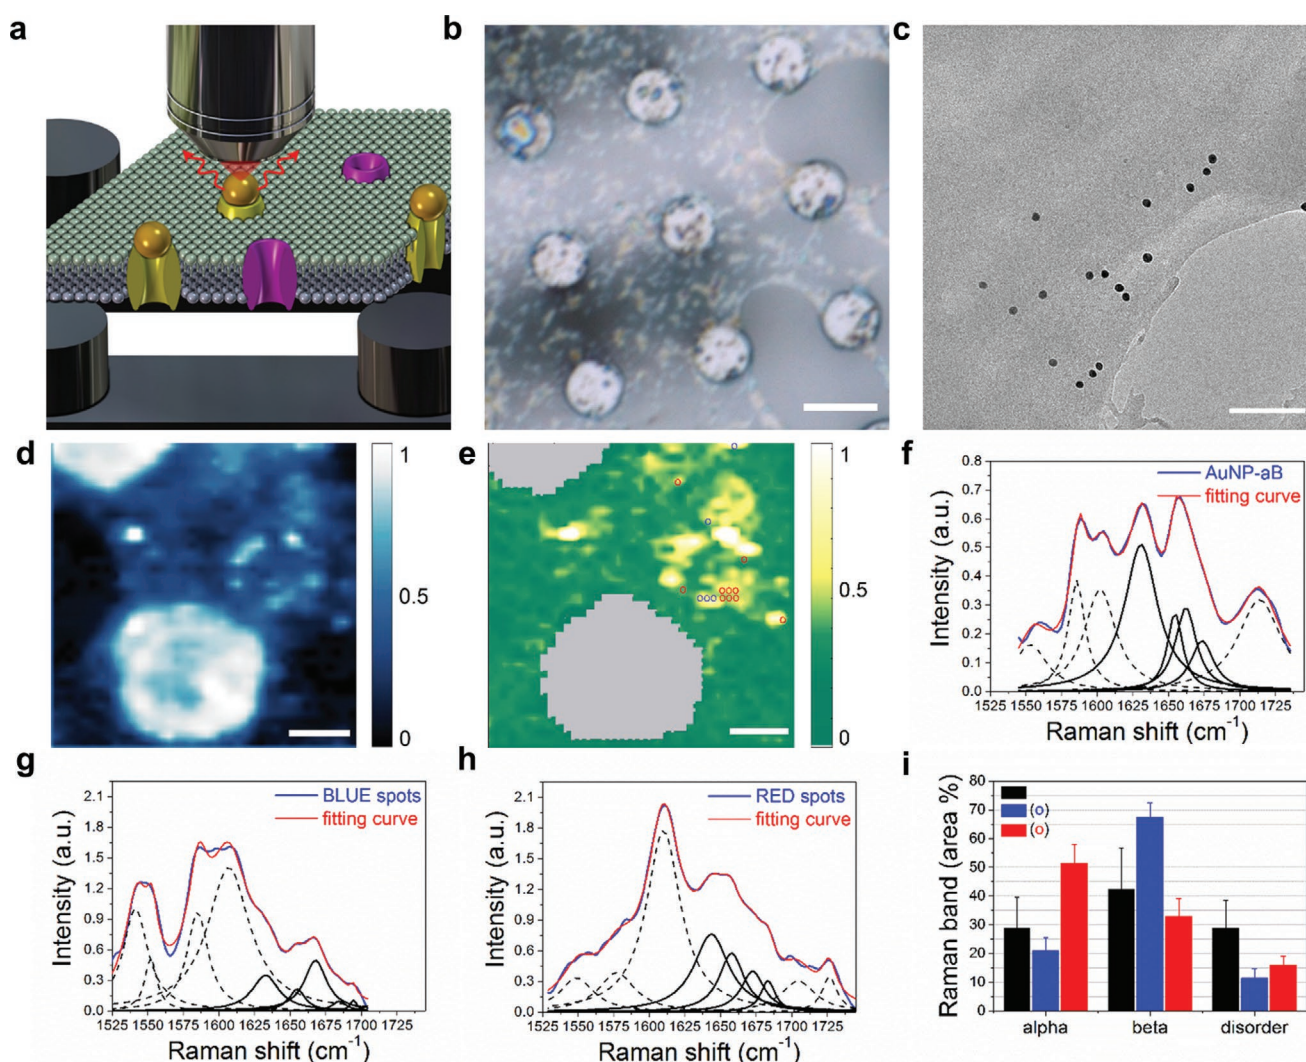 a
b
c
d
1
0.5
0
e
1
0.5
0
f
0.8
0.7
0.6
0.5
0.4
0.3
0.2
0.1
0.0
Intensity (a.u.)
AuNP-aB
fitting curve
1550 1575 1600 1625 1650 1675 1700 1725
Raman shift (cm⁻¹)
g
2.1
1.8
1.5
1.2
0.9
0.6
0.3
0.0
Intensity (a.u.)
BLUE spots
fitting curve
1525 1550 1575 1600 1625 1650 1675 1700 1725
Raman shift (cm⁻¹)
h
2.1
1.8
1.5
1.2
0.9
0.6
0.3
0.0
Intensity (a.u.)
RED spots
fitting curve
1525 1550 1575 1600 1625 1650 1675 1700 1725
Raman shift (cm⁻¹)
i
80
70
60
50
40
30
20
10
0
Raman band (area %)
(o)
(o)
alpha beta disorder